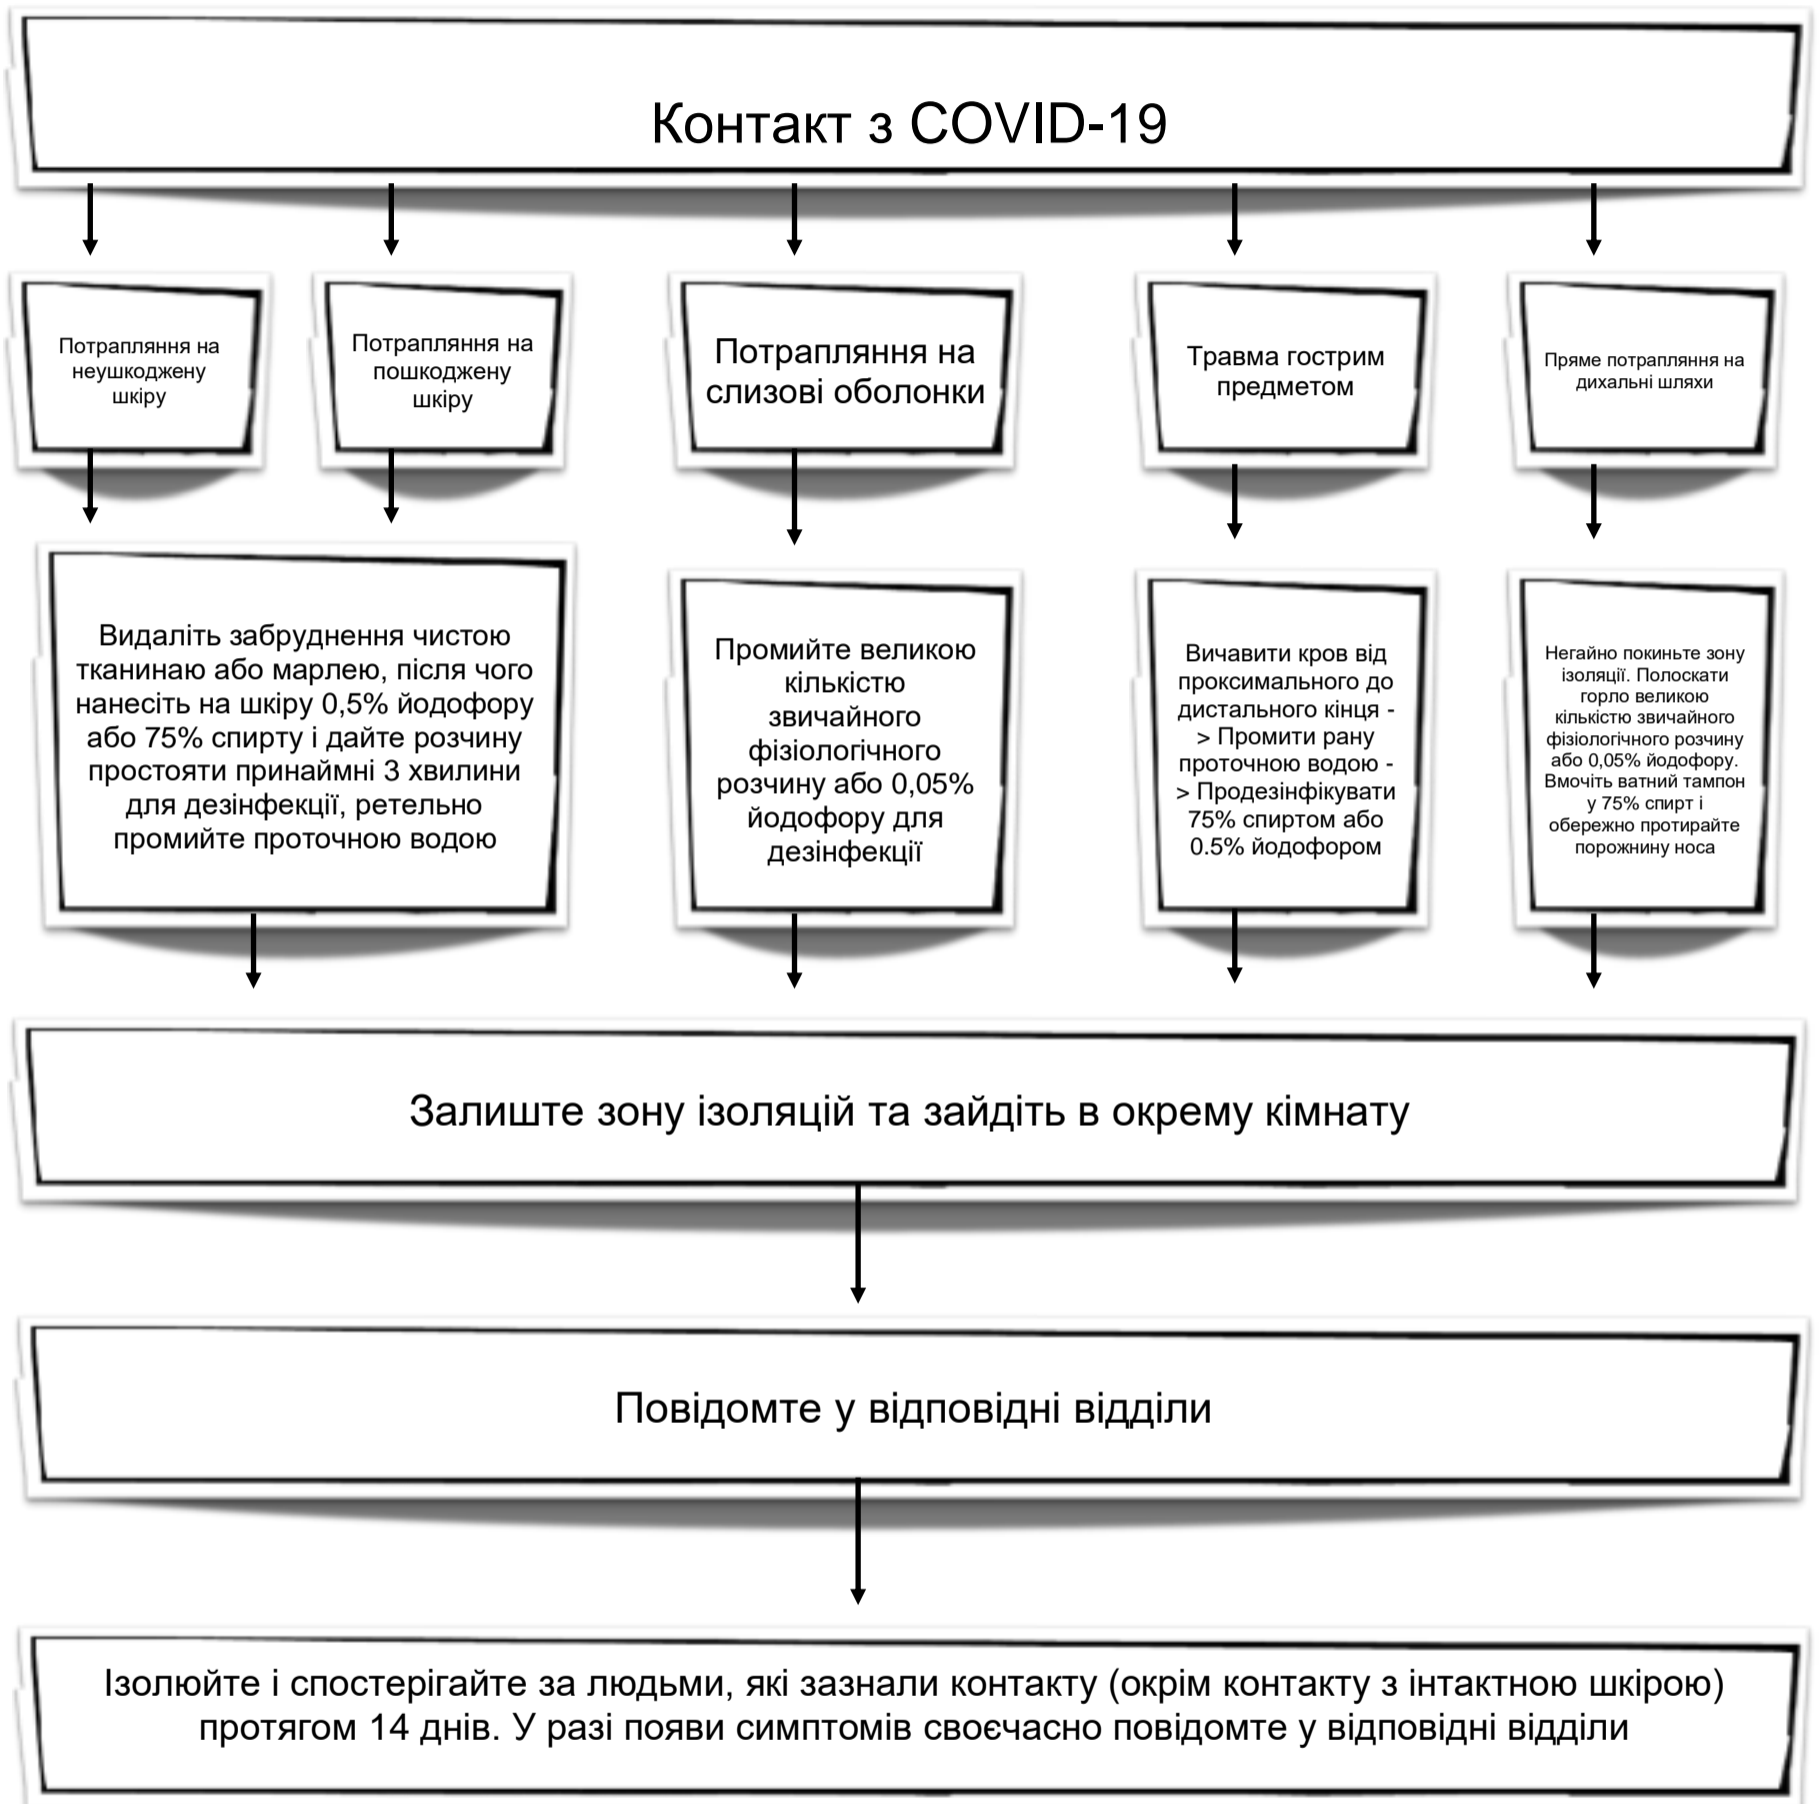 Контакт з COVID-19
Потрапляння на
неушкоджену
шкіру
Потрапляння на
пошкоджену
шкіру
Потрапляння на
слизові оболонки
Травма гострим
предметом
Пряме потрапляння на
дихальні шляхи
Видаліть забруднення чистою
тканинаю або марлею, після чого
нанесіть на шкіру 0,5% йодофору
або 75% спирту і дайте розчину
простояти принаймні 3 хвилини
для дезінфекції, ретельно
промийте проточною водою
Промийте великою
кількістю
звичайного
фізіологічного
розчину або 0,05%
йодофору для
дезінфекції
Вичавити кров від
проксимального до
дистального кінця -
> Промити рану
проточною водою -
> Продезінфікувати
75% спиртом або
0.5% йодофором
Негайно покиньте зону
ізоляції. Полоскати
горло великою
кількістю звичайного
фізіологічного розчину
або 0,05% йодофору.
Вмочіть ватний тампон
у 75% спирт і
обережно протирайте
порожнину носа
Залиште зону ізоляцій та зайдіть в окрему кімнату
Повідомте у відповідні відділи
Ізолюйте і спостерігайте за людьми, які зазнали контакту (окрім контакту з інтактною шкірою)
протягом 14 днів. У разі появи симптомів своєчасно повідомте у відповідні відділи